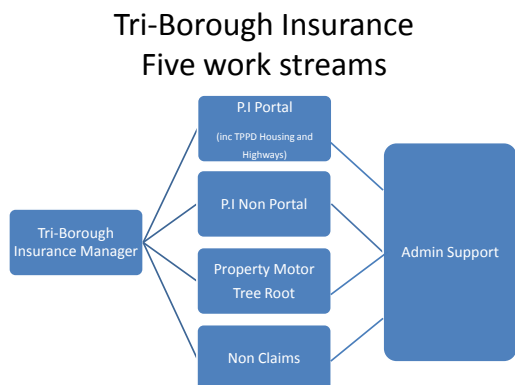 Tri-Borough Insurance
Five work streams
P.I Portal
(inc TPPD Housing and
Highways)
P.I Non Portal
Tri-Borough
Insurance Manager
Admin Support
Property Motor
Tree Root
Non Claims